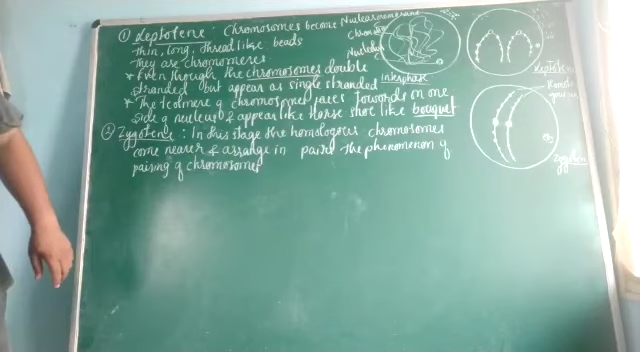 ① Leptotene : Chromosomes become
thin, long, thread like beads
They are chromomeres
* Even though the chromosomes double
stranded but appear as single stranded
* The telomere of chromosomes faces towards on one
side of nucleus & appear like Horse shoe like bouquet
② Zygotene : In this stage the homologous chromosomes
come nearer & arrange in pairs the phenomenon of
pairing of chromosomes
Nuclear membrane
Nucleolus
Interphase
Leptotene
Zygotene